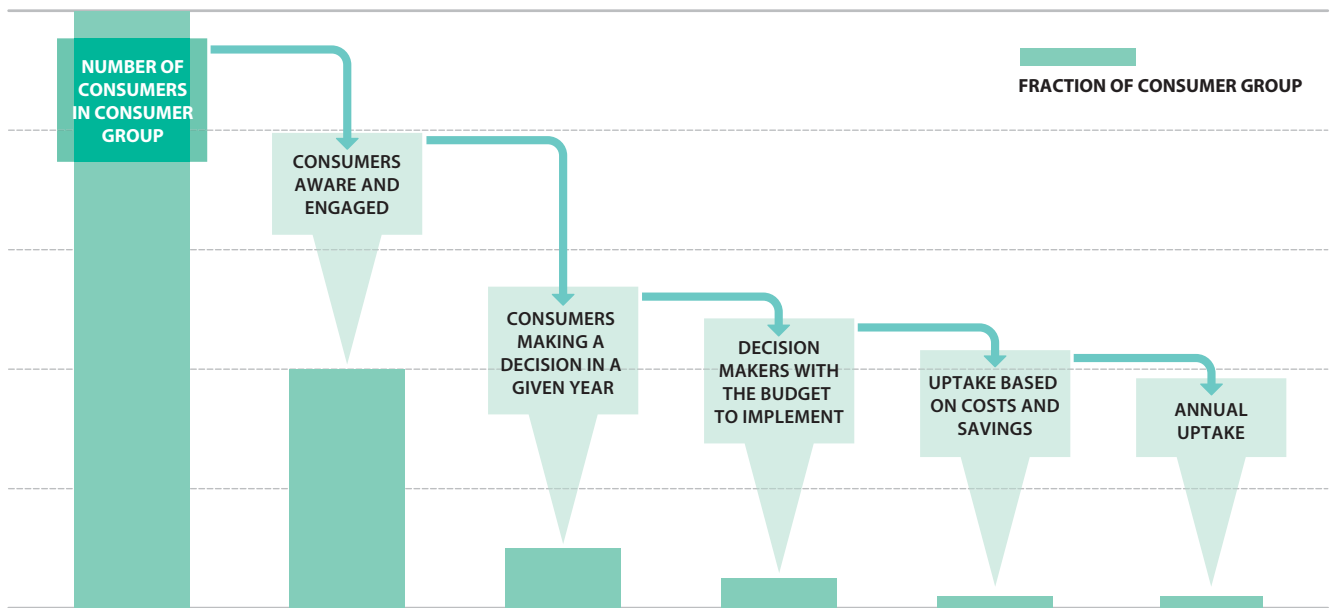 NUMBER OF
CONSUMERS
IN CONSUMER
GROUP
FRACTION OF CONSUMER GROUP
CONSUMERS
AWARE AND
ENGAGED
CONSUMERS
MAKING A
DECISION IN A
GIVEN YEAR
DECISION
MAKERS WITH
THE BUDGET
TO IMPLEMENT
UPTAKE BASED
ON COSTS AND
SAVINGS
ANNUAL
UPTAKE